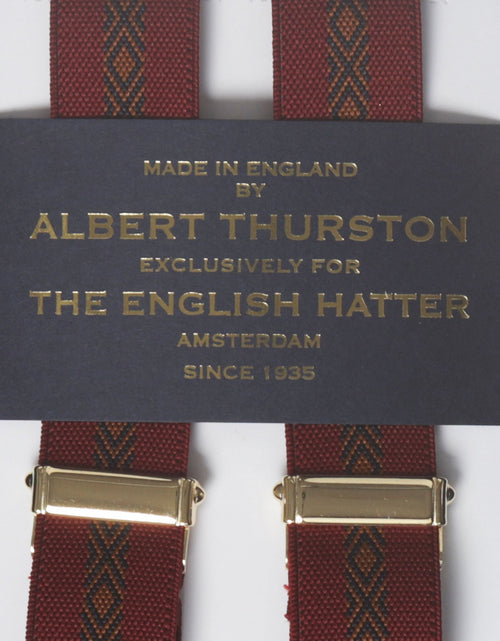 MADE IN ENGLAND
BY
ALBERT THURSTON
EXCLUSIVELY FOR
THE ENGLISH HATTER
AMSTERDAM
SINCE 1935